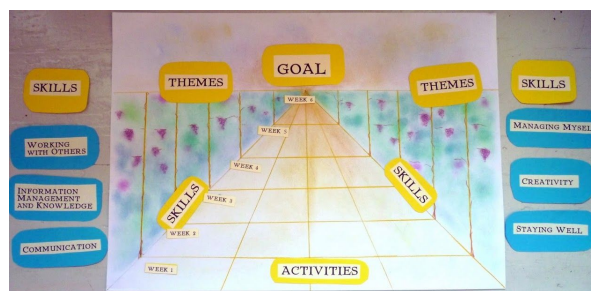 SKILLS
WORKING
WITH OTHERS
INFORMATION
MANAGEMENT
AND KNOWLEDGE
COMMUNICATION
THEMES
GOAL
THEMES
WEEK 6
WEEK 5
WEEK 4
WEEK 3
WEEK 2
WEEK 1
SKILLS
SKILLS
ACTIVITIES
SKILLS
MANAGING MYSEL
CREATIVITY
STAYING WELL